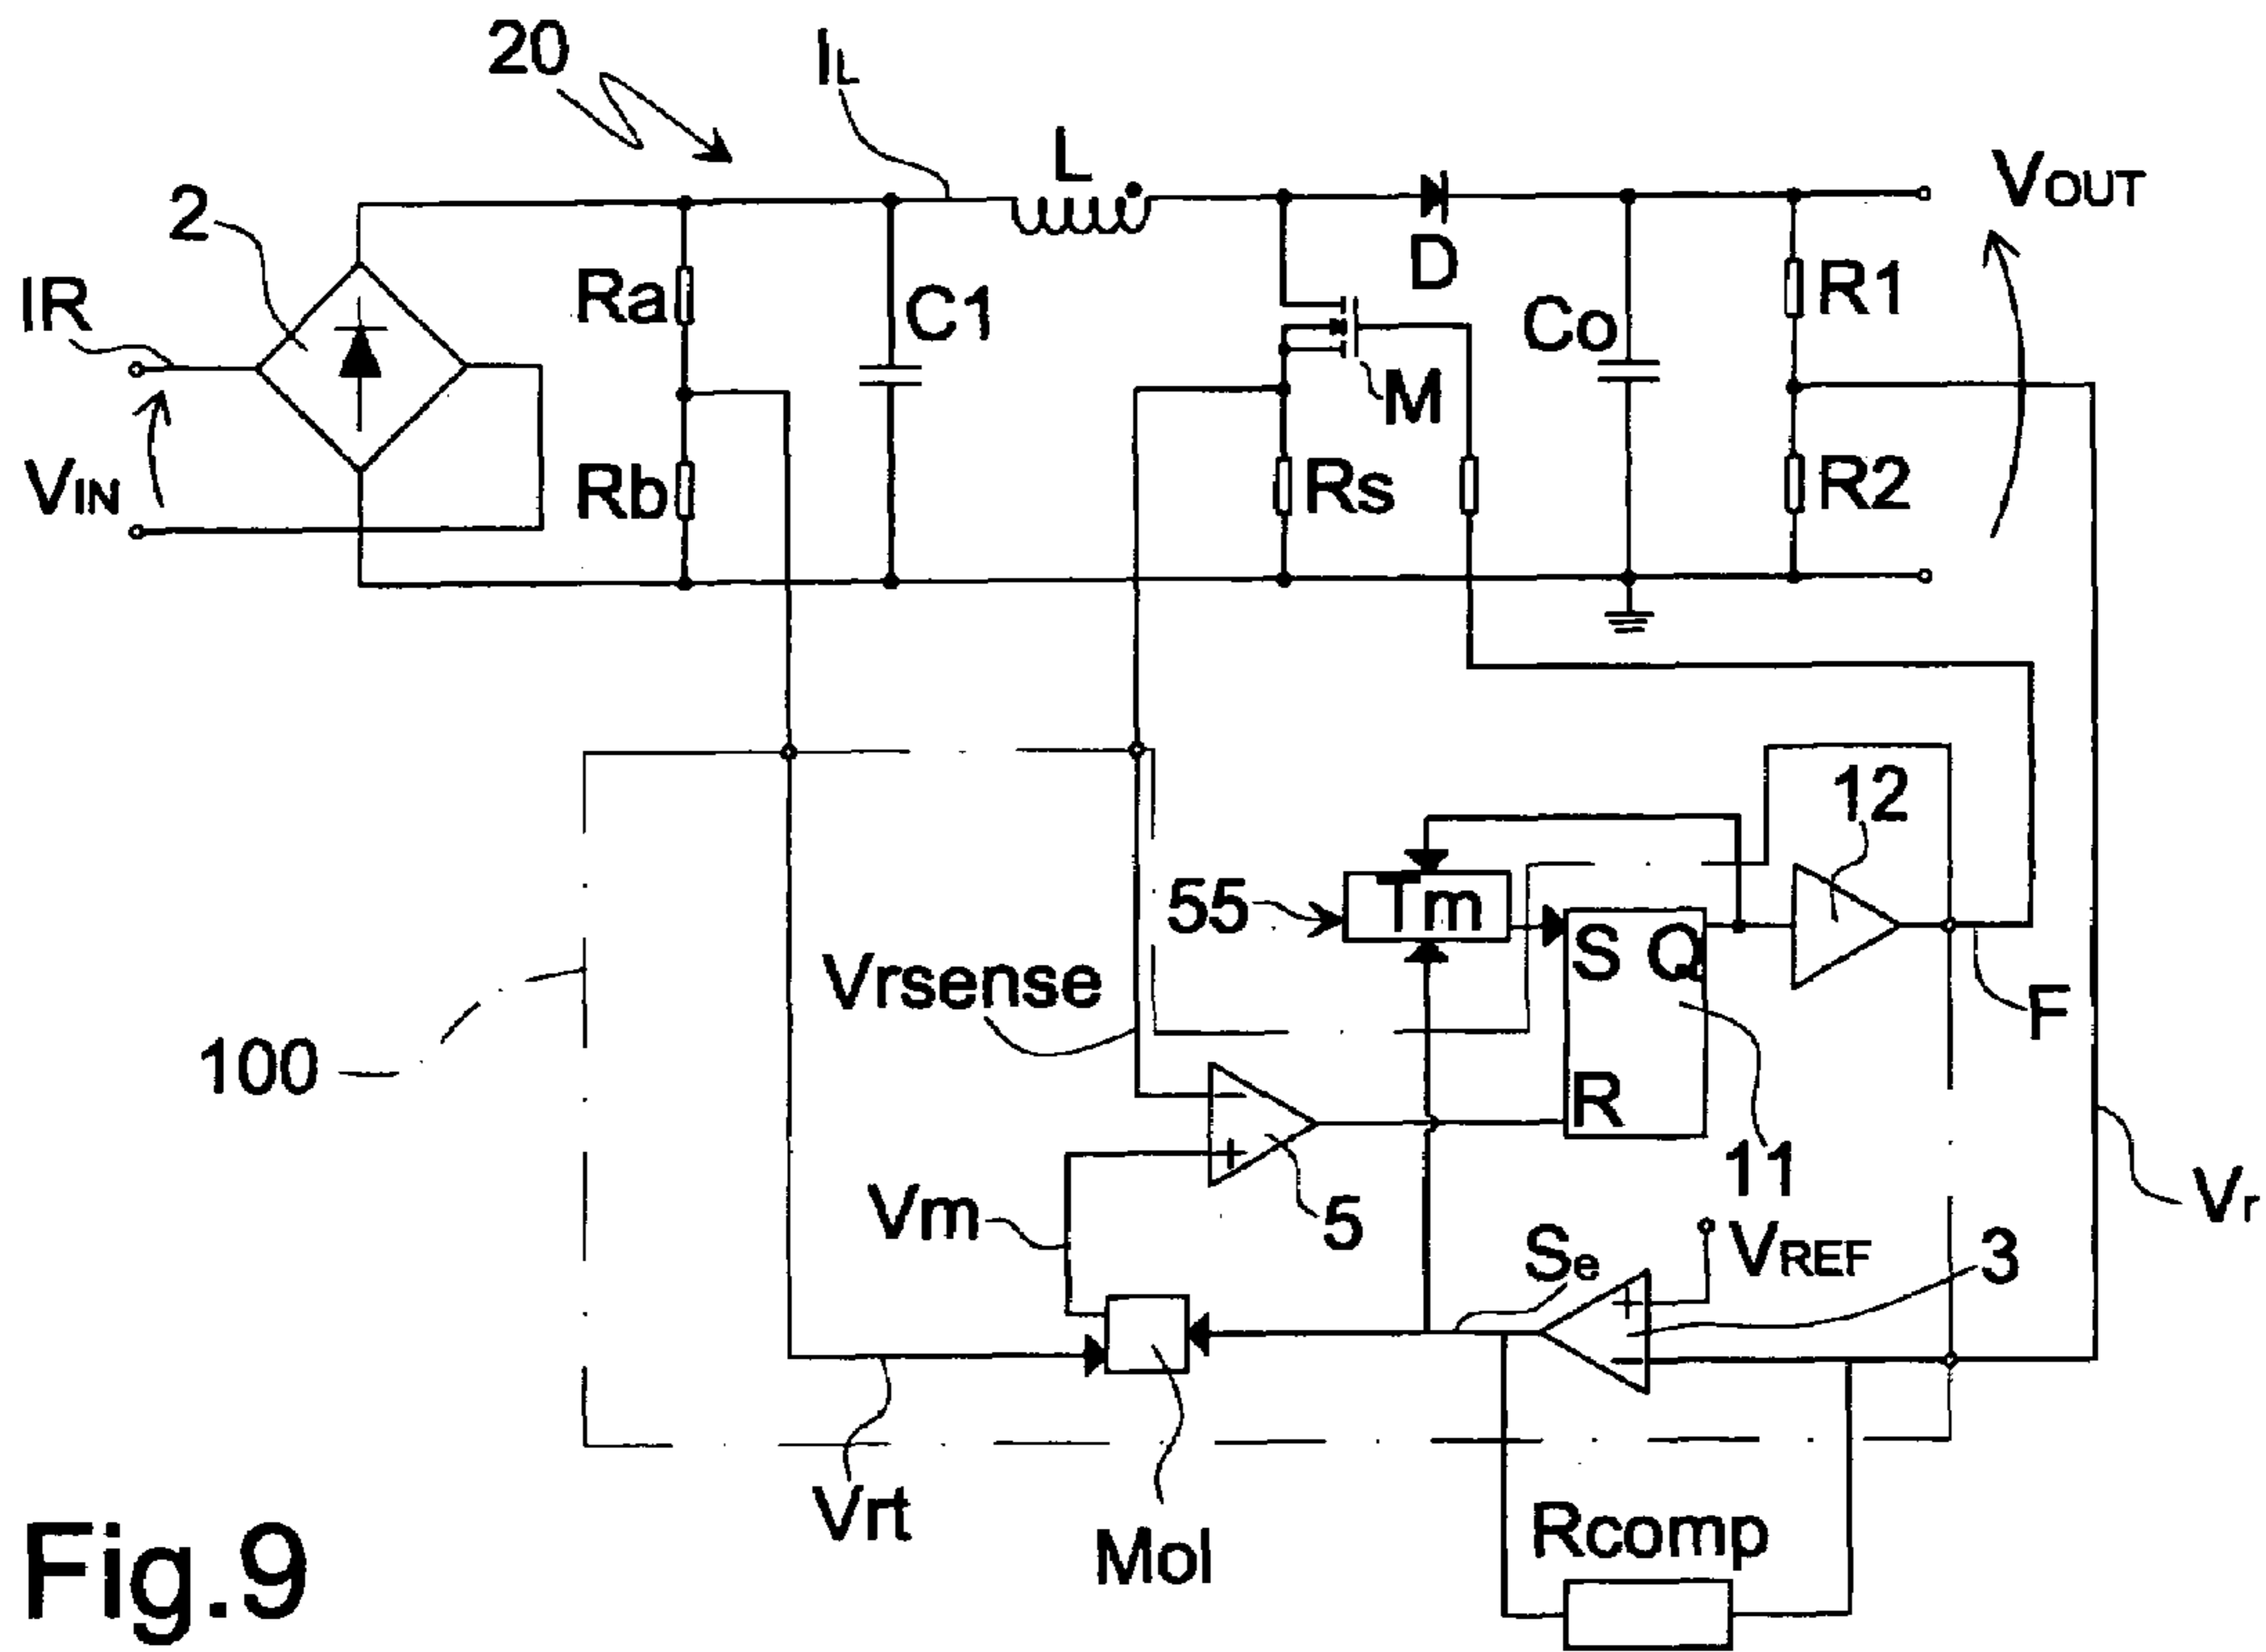 20
IL
L
VOUT
2
IR
Ra
C1
D
Co
R1
M
VIN
Rb
Rs
R2
12
55
Tm
S Q
Vrsense
F
100
R
11
Vm
5
Vr
Se
VREF
3
Vrt
Mol
Rcomp
Fig.9
+
−
+
−